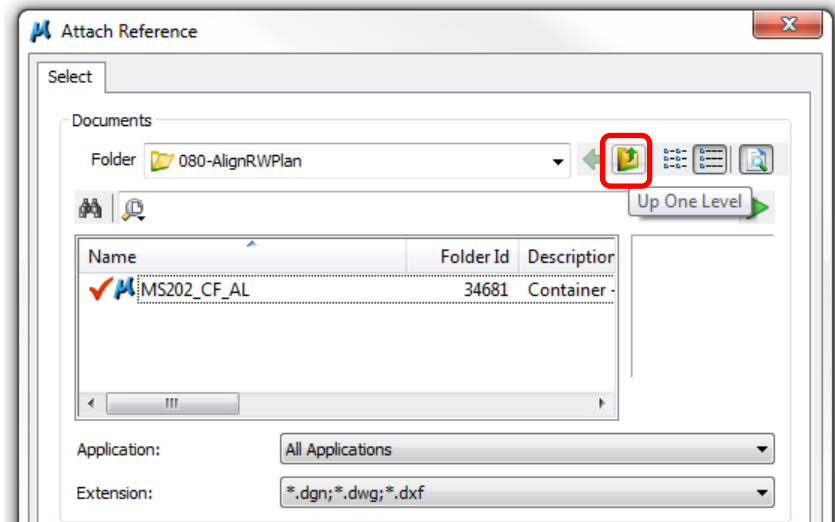 Attach Reference
Select
Documents
Folder 080-AlignRWPlan
Up One Level
Name Folder Id Description
MS202_CF_AL 34681 Container -
Application: All Applications
Extension: *.dgn;*.dwg;*.dxf